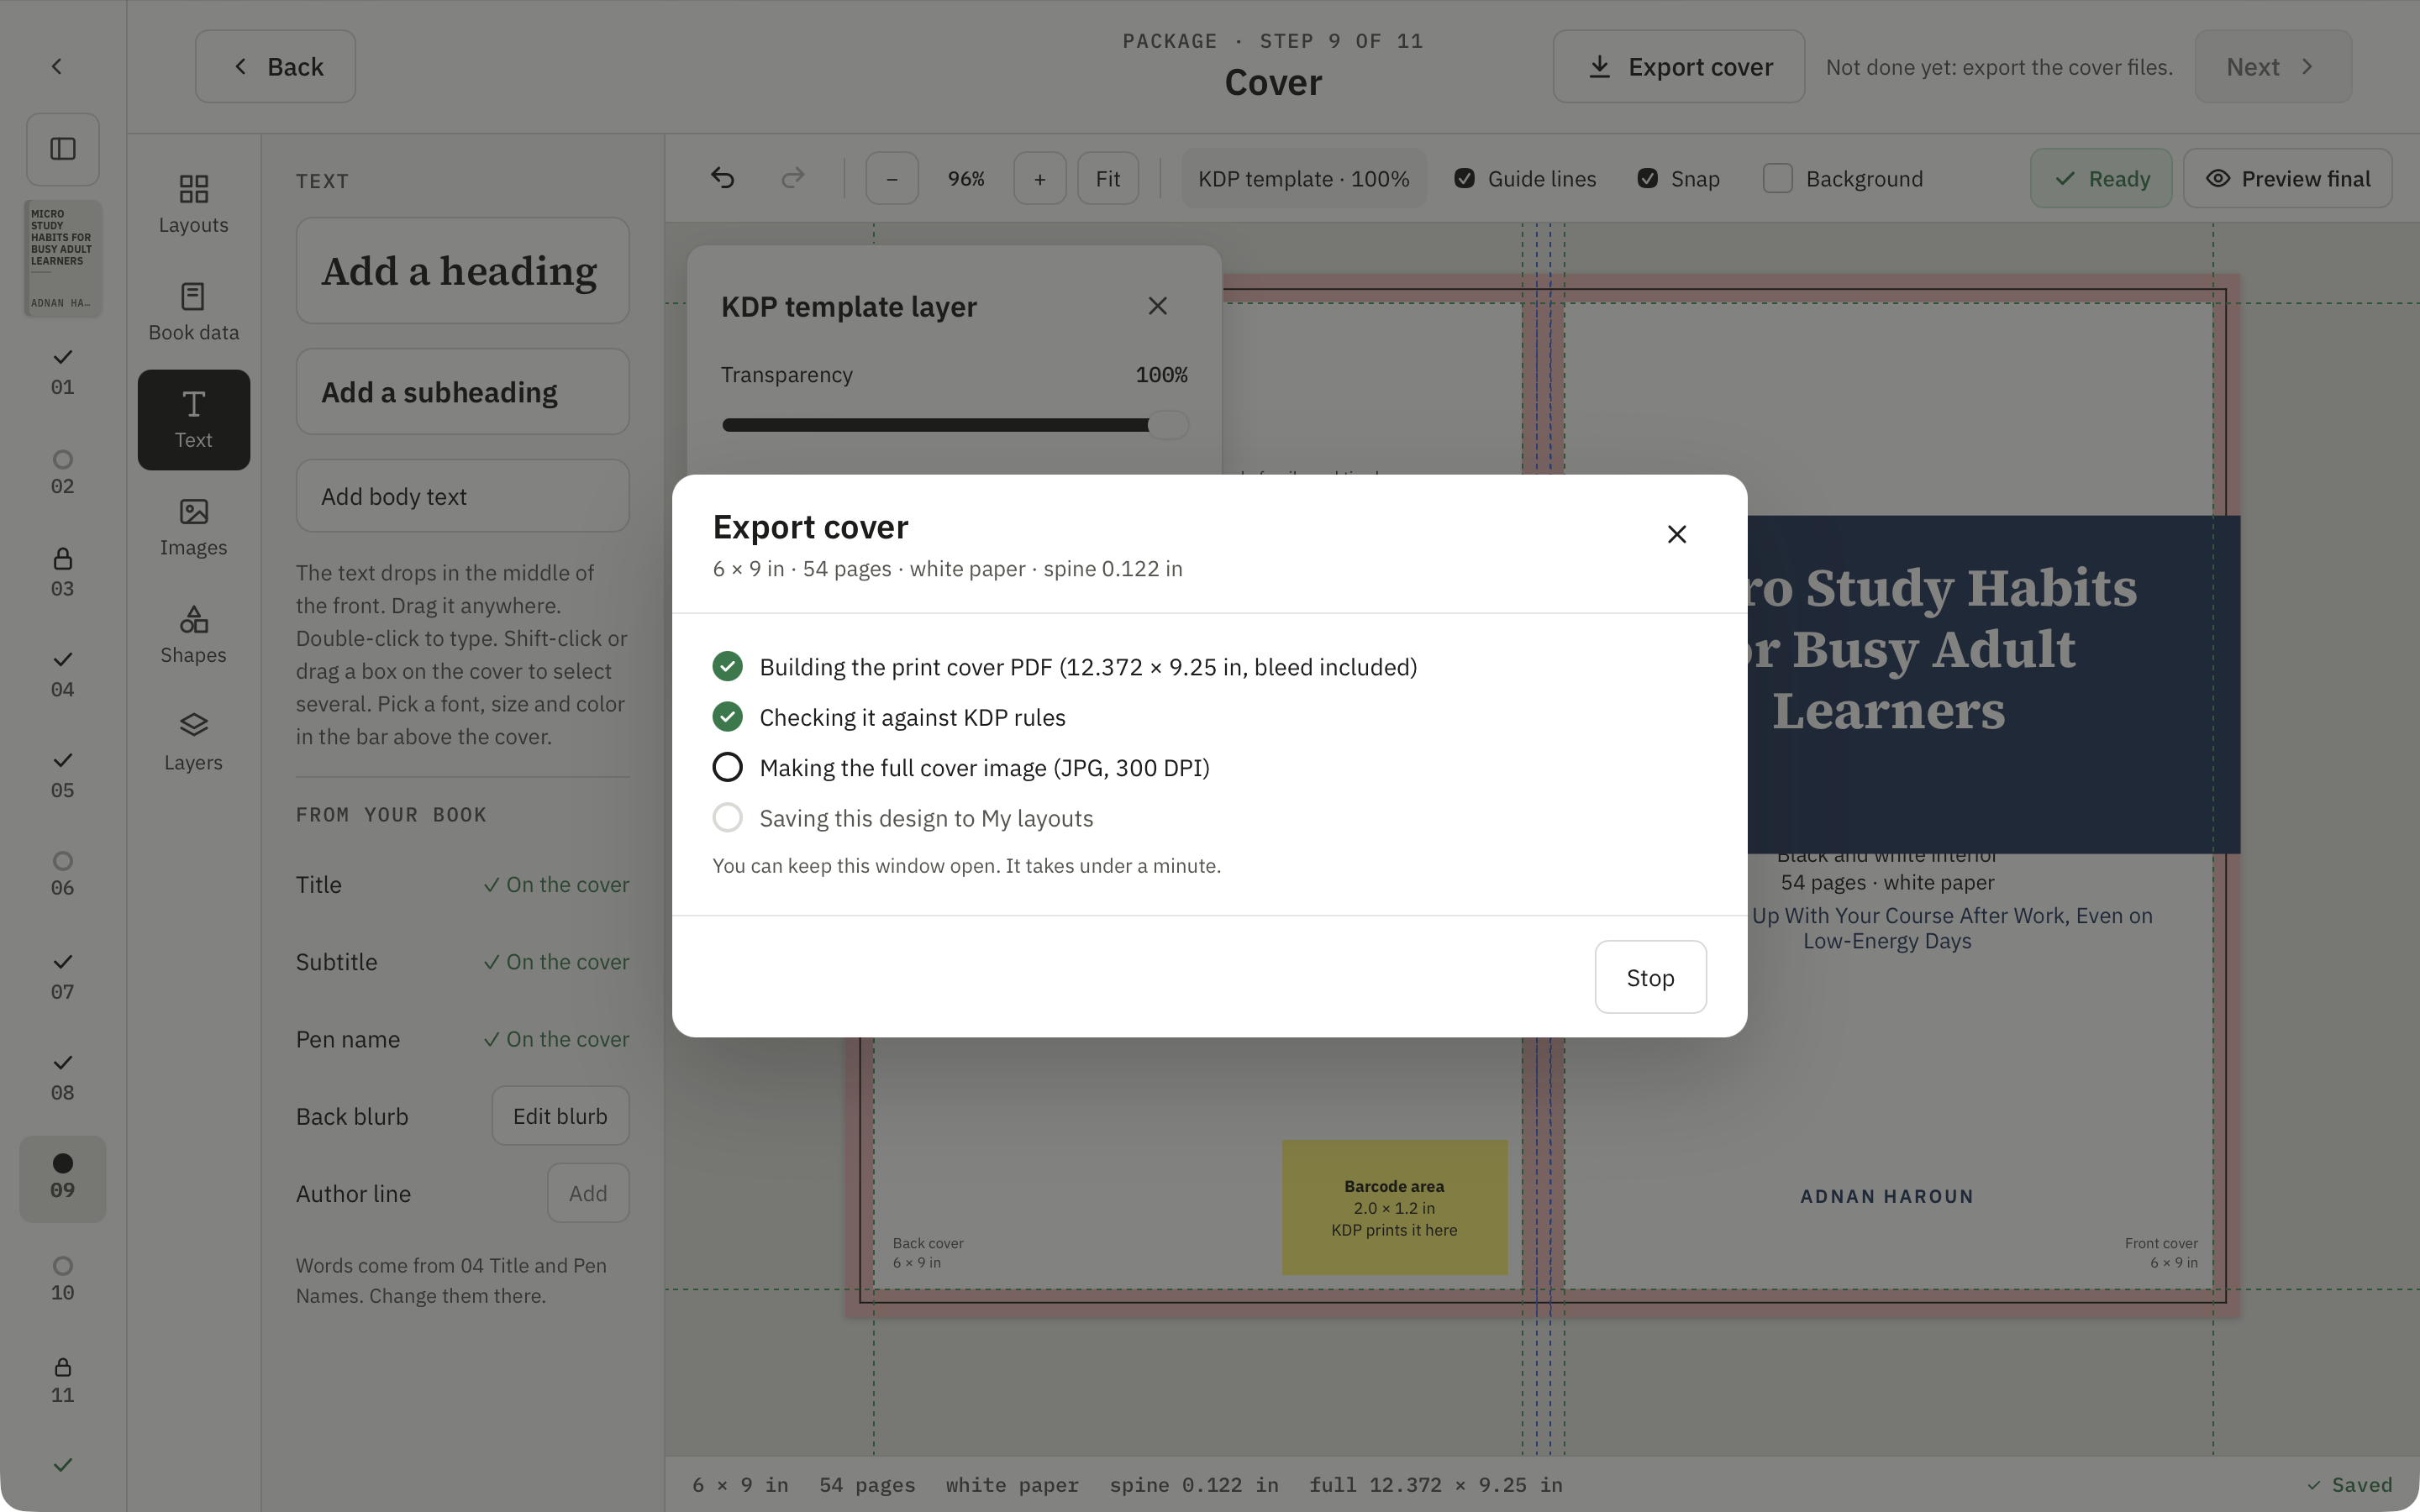 Back
PACKAGE · STEP 9 OF 11
Cover
Export cover
Not done yet: export the cover files.
Next
MICRO
STUDY
HABITS FOR
BUSY ADULT
LEARNERS
ADNAN HA…
01
02
03
04
05
06
07
08
09
10
11
Layouts
Book data
Text
Images
Shapes
Layers
TEXT
Add a heading
Add a subheading
Add body text
The text drops in the middle of
the front. Drag it anywhere.
Double-click to type. Shift-click or
drag a box on the cover to select
several. Pick a font, size and color
in the bar above the cover.
FROM YOUR BOOK
Title ✓ On the cover
Subtitle ✓ On the cover
Pen name ✓ On the cover
Back blurb Edit blurb
Author line Add
Words come from 04 Title and Pen
Names. Change them there.
− 96% + Fit KDP template · 100% Guide lines Snap Background Ready Preview final
KDP template layer
Transparency 100%
Export cover
6 × 9 in · 54 pages · white paper · spine 0.122 in
Building the print cover PDF (12.372 × 9.25 in, bleed included)
Checking it against KDP rules
Making the full cover image (JPG, 300 DPI)
Saving this design to My layouts
You can keep this window open. It takes under a minute.
Stop
ro Study Habits
r Busy Adult
Learners
Black and white interior
54 pages · white paper
Up With Your Course After Work, Even on
Low-Energy Days
ADNAN HAROUN
Barcode area
2.0 × 1.2 in
KDP prints it here
Back cover
6 × 9 in
Front cover
6 × 9 in
6 × 9 in 54 pages white paper spine 0.122 in full 12.372 × 9.25 in
✓ Saved